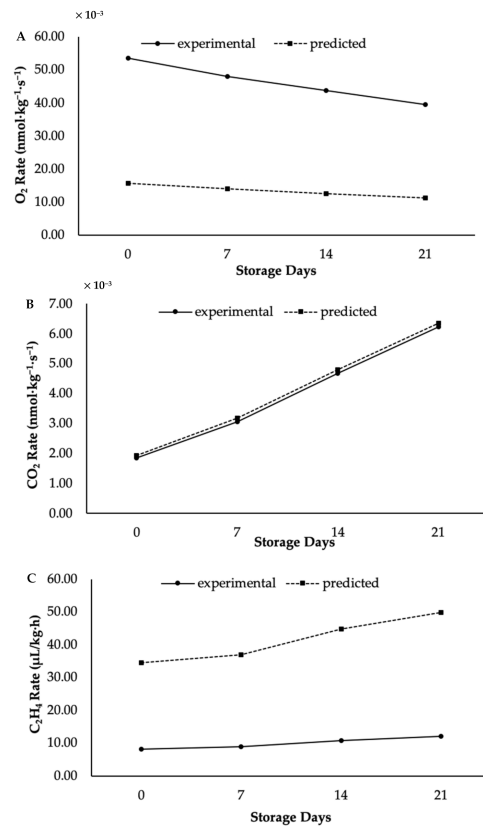 × 10⁻³
A
60.00
experimental
predicted
50.00
40.00
30.00
20.00
10.00
0.00
O₂ Rate (nmol·kg⁻¹·s⁻¹)
0 7 14 21
Storage Days
× 10⁻³
B
7.00
experimental
predicted
6.00
5.00
4.00
3.00
2.00
1.00
0.00
CO₂ Rate (nmol·kg⁻¹·s⁻¹)
0 7 14 21
Storage Days
C
60.00
experimental
predicted
50.00
40.00
30.00
20.00
10.00
0.00
C₂H₄ Rate (µL/kg·h)
0 7 14 21
Storage Days